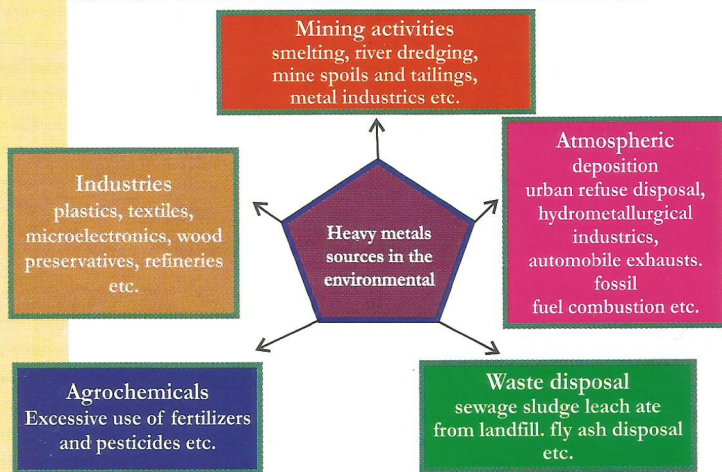 Mining activities
smelting, river dredging,
mine spoils and tailings,
metal industrics etc.
Industries
plastics, textiles,
microelectronics, wood
preservatives, refineries
etc.
Heavy metals
sources in the
environmental
Atmospheric
deposition
urban refuse disposal,
hydrometallurgical
industrics,
automobile exhausts.
fossil
fuel combustion etc.
Agrochemicals
Excessive use of fertilizers
and pesticides etc.
Waste disposal
sewage sludge leach ate
from landfill. fly ash disposal
etc.